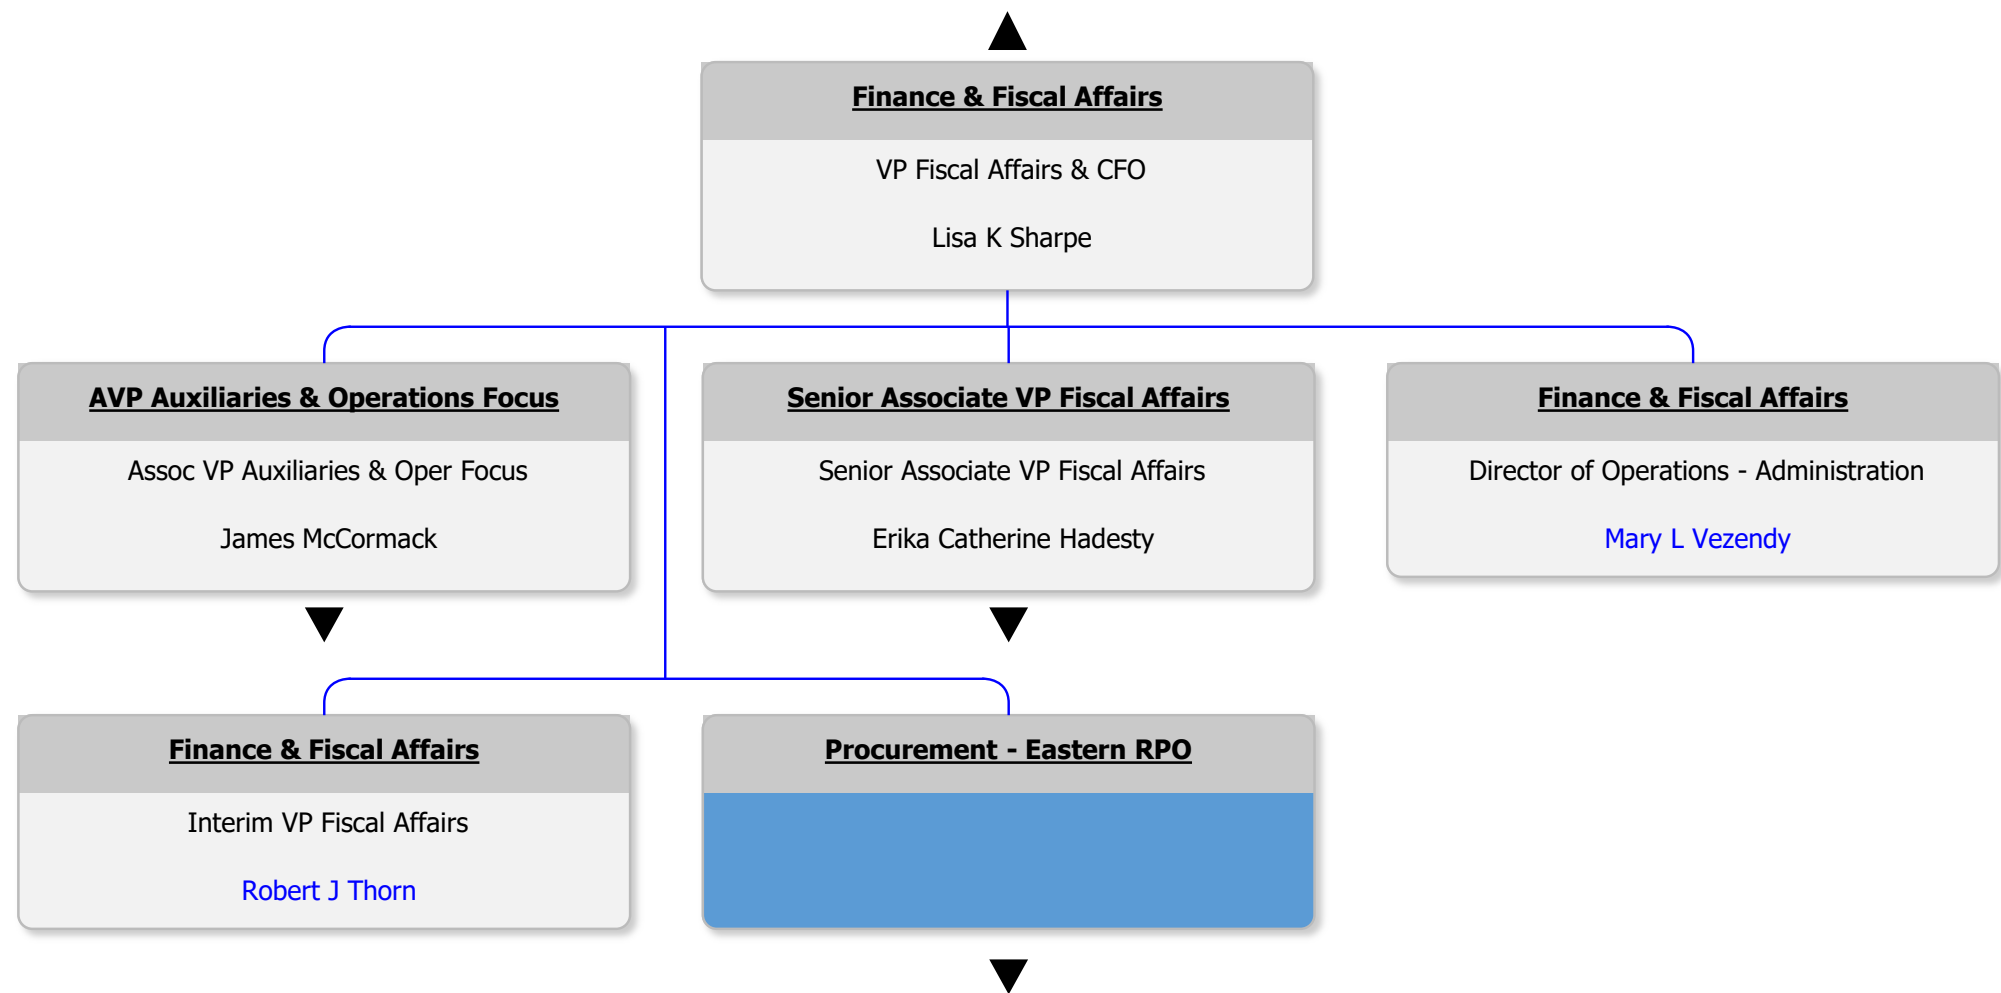 Finance & Fiscal Affairs
VP Fiscal Affairs & CFO
Lisa K Sharpe
AVP Auxiliaries & Operations Focus
Assoc VP Auxiliaries & Oper Focus
James McCormack
Senior Associate VP Fiscal Affairs
Senior Associate VP Fiscal Affairs
Erika Catherine Hadesty
Finance & Fiscal Affairs
Director of Operations - Administration
Mary L Vezendy
Finance & Fiscal Affairs
Interim VP Fiscal Affairs
Robert J Thorn
Procurement - Eastern RPO